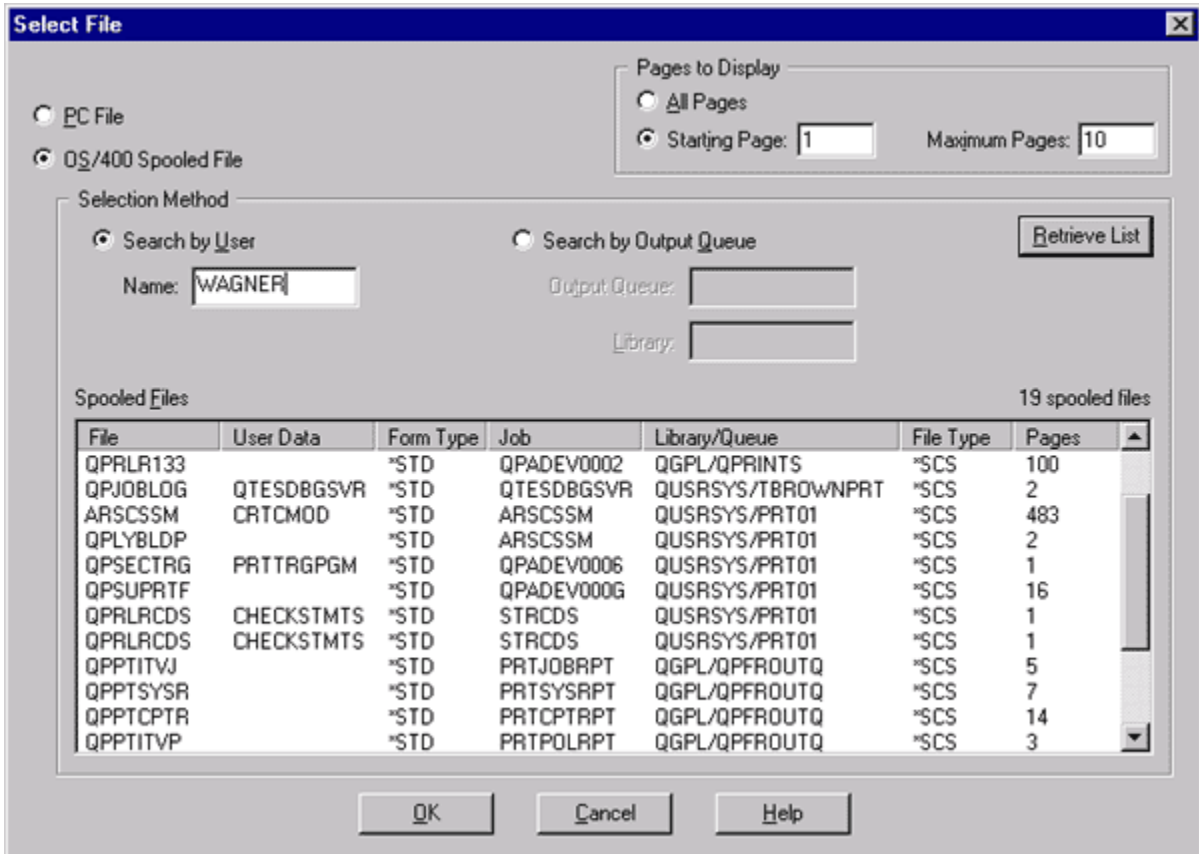 Select File
Pages to Display
All Pages
PC File
Starting Page: 1 Maximum Pages: 10
OS/400 Spooled File
Selection Method
Search by User Search by Output Queue Retrieve List
Name: WAGNER Output Queue:
Library:
Spooled Files 19 spooled files
File User Data Form Type Job Library/Queue File Type Pages
QPRLR133 *STD QPADEV0002 QGPL/QPRINTS *SCS 100
QPJOBLOG QTESDBGSVR *STD QTESDBGSVR QUSRSYS/TBROWNPRT *SCS 2
ARSCSSM CRTCMOD *STD ARSCSSM QUSRSYS/PRT01 *SCS 483
QPLYBLDP *STD ARSCSSM QUSRSYS/PRT01 *SCS 2
QPSECTRG PRTTRGPGM *STD QPADEV0006 QUSRSYS/PRT01 *SCS 1
QPSUPRTF *STD QPADEV000G QUSRSYS/PRT01 *SCS 16
QPRLRCDS CHECKSTMTS *STD STRCDS QUSRSYS/PRT01 *SCS 1
QPRLRCDS CHECKSTMTS *STD STRCDS QUSRSYS/PRT01 *SCS 1
QPPTITVJ *STD PRTJOBRPT QGPL/QPFROUTQ *SCS 5
QPPTSYSR *STD PRTSYSRPT QGPL/QPFROUTQ *SCS 7
QPPTCPTR *STD PRTCPTRPT QGPL/QPFROUTQ *SCS 14
QPPTITVP *STD PRTPOLRPT QGPL/QPFROUTQ *SCS 3
OK Cancel Help